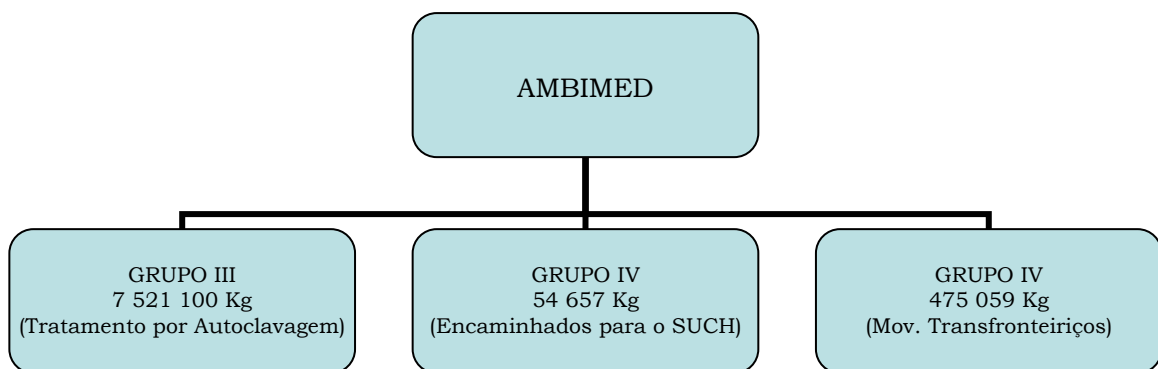 AMBIMED
GRUPO III
7 521 100 Kg
(Tratamento por Autoclavagem)
GRUPO IV
54 657 Kg
(Encaminhados para o SUCH)
GRUPO IV
475 059 Kg
(Mov. Transfronteiriços)